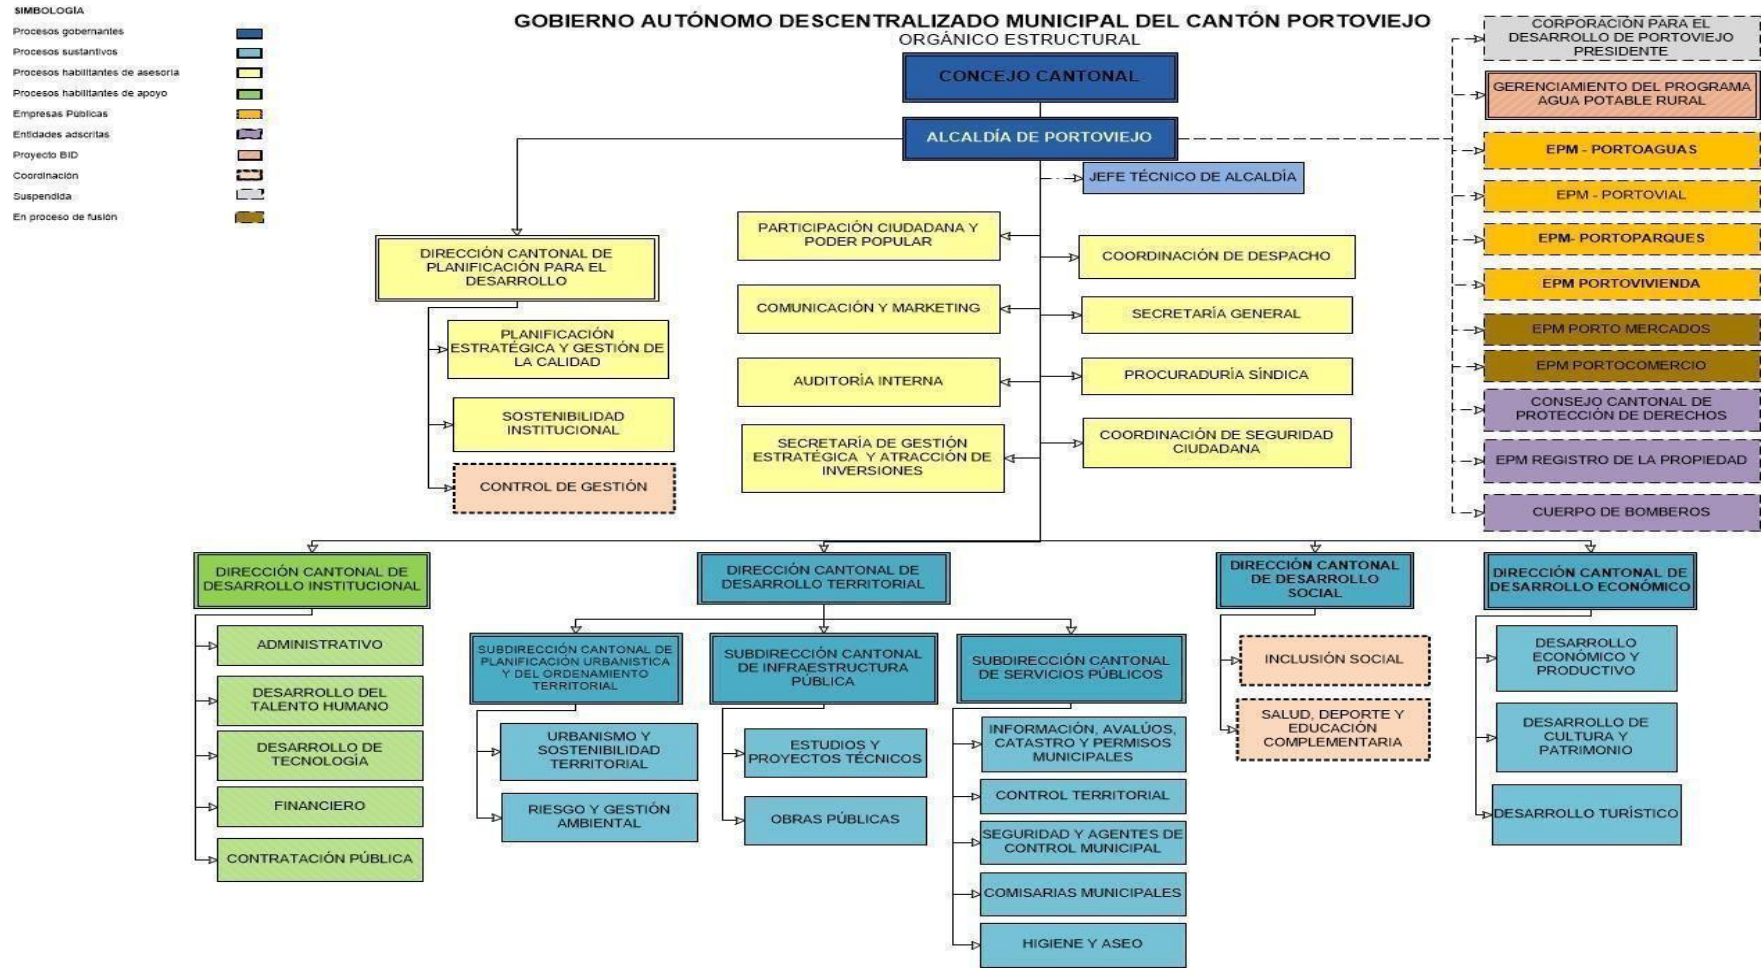 SIMBOLOGÍA
Procesos gobernantes
Procesos sustantivos
Procesos habilitantes de asesoría
Procesos habilitantes de apoyo
Empresas Públicas
Entidades adscritas
Proyecto BID
Coordinación
Suspendida
En proceso de fusión
GOBIERNO AUTÓNOMO DESCENTRALIZADO MUNICIPAL DEL CANTÓN PORTOVIEJO
ORGÁNICO ESTRUCTURAL
CONCEJO CANTONAL
ALCALDÍA DE PORTOVIEJO
JEFE TÉCNICO DE ALCALDÍA
DIRECCIÓN CANTONAL DE
PLANIFICACIÓN PARA EL
DESARROLLO
PLANIFICACIÓN
ESTRATÉGICA Y GESTIÓN DE
LA CALIDAD
SOSTENIBILIDAD
INSTITUCIONAL
CONTROL DE GESTIÓN
PARTICIPACIÓN CIUDADANA Y
PODER POPULAR
COMUNICACIÓN Y MARKETING
AUDITORÍA INTERNA
SECRETARÍA DE GESTIÓN
ESTRATÉGICA Y ATRACCIÓN DE
INVERSIONES
COORDINACIÓN DE DESPACHO
SECRETARÍA GENERAL
PROCURADURÍA SÍNDICA
COORDINACIÓN DE SEGURIDAD
CIUDADANA
CORPORACIÓN PARA EL
DESARROLLO DE PORTOVIEJO
PRESIDENTE
GERENCIAMIENTO DEL PROGRAMA
AGUA POTABLE RURAL
EPM - PORTOAGUAS
EPM - PORTOVIAL
EPM- PORTOPARQUES
EPM PORTOVIVIENDA
EPM PORTO MERCADOS
EPM PORTOCOMERCIO
CONSEJO CANTONAL DE
PROTECCIÓN DE DERECHOS
EPM REGISTRO DE LA PROPIEDAD
CUERPO DE BOMBEROS
DIRECCIÓN CANTONAL DE
DESARROLLO INSTITUCIONAL
ADMINISTRATIVO
DESARROLLO DEL
TALENTO HUMANO
DESARROLLO DE
TECNOLOGÍA
FINANCIERO
CONTRATACIÓN PÚBLICA
DIRECCIÓN CANTONAL DE
DESARROLLO TERRITORIAL
SUBDIRECCIÓN CANTONAL DE
PLANIFICACIÓN URBANISTICA
Y DEL ORDENAMIENTO
TERRITORIAL
URBANISMO Y
SOSTENIBILIDAD
TERRITORIAL
RIESGO Y GESTIÓN
AMBIENTAL
SUBDIRECCIÓN CANTONAL
DE INFRAESTRUCTURA
PÚBLICA
ESTUDIOS Y
PROYECTOS TÉCNICOS
OBRAS PÚBLICAS
SUBDIRECCIÓN CANTONAL
DE SERVICIOS PÚBLICOS
INFORMACIÓN, AVALÚOS,
CATASTRO Y PERMISOS
MUNICIPALES
CONTROL TERRITORIAL
SEGURIDAD Y AGENTES DE
CONTROL MUNICIPAL
COMISARIAS MUNICIPALES
HIGIENE Y ASEO
DIRECCIÓN CANTONAL
DE DESARROLLO
SOCIAL
INCLUSIÓN SOCIAL
SALUD, DEPORTE Y
EDUCACIÓN
COMPLEMENTARIA
DIRECCIÓN CANTONAL DE
DESARROLLO ECONÓMICO
DESARROLLO
ECONÓMICO Y
PRODUCTIVO
DESARROLLO DE
CULTURA Y
PATRIMONIO
DESARROLLO TURÍSTICO